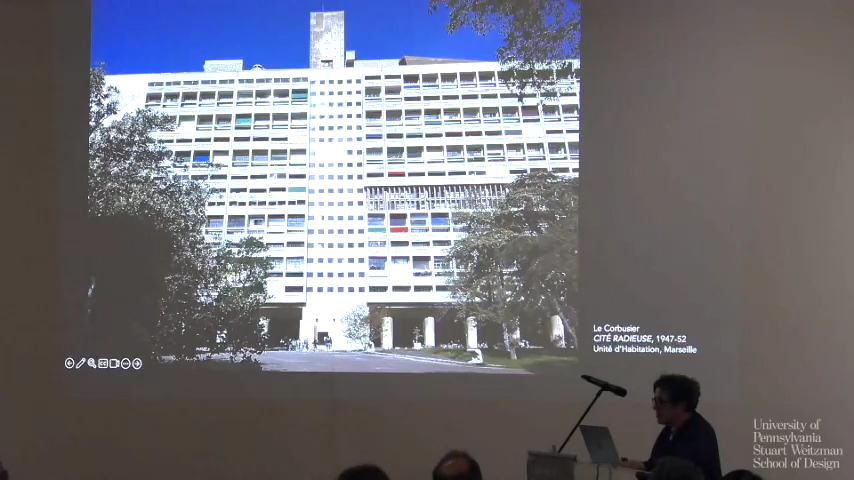 Le Corbusier
CITÉ RADIEUSE, 1947-52
Unité d'Habitation, Marseille
University of
Pennsylvania
Stuart Weitzman
School of Design